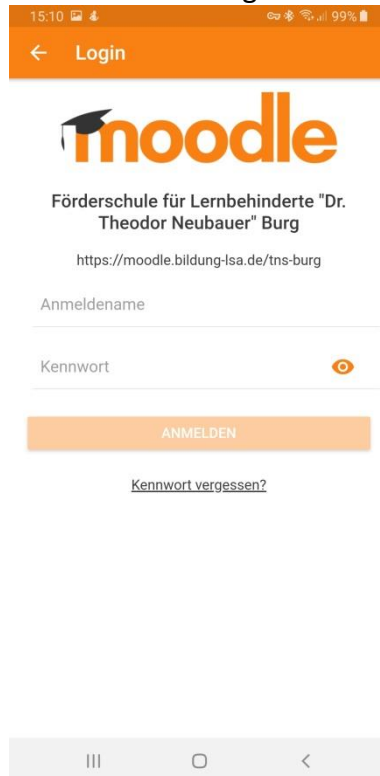 15:10 99%
Login
moodle
Förderschule für Lernbehinderte "Dr.
Theodor Neubauer" Burg
https://moodle.bildung-lsa.de/tns-burg
Anmeldename
Kennwort
ANMELDEN
Kennwort vergessen?